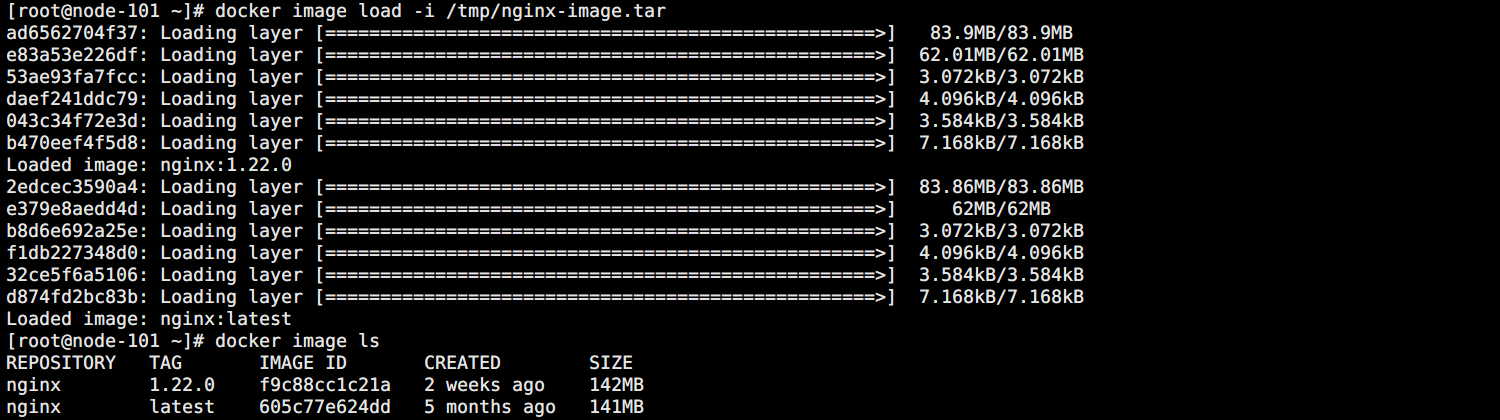 [root@node-101 ~]# docker image load -i /tmp/nginx-image.tar
ad6562704f37: Loading layer [==================================================>]   83.9MB/83.9MB
e83a53e226df: Loading layer [==================================================>]  62.01MB/62.01MB
53ae93fa7fcc: Loading layer [==================================================>]  3.072kB/3.072kB
daef241ddc79: Loading layer [==================================================>]  4.096kB/4.096kB
043c34f72e3d: Loading layer [==================================================>]  3.584kB/3.584kB
b470eef4f5d8: Loading layer [==================================================>]  7.168kB/7.168kB
Loaded image: nginx:1.22.0
2edcec3590a4: Loading layer [==================================================>]  83.86MB/83.86MB
e379e8aedd4d: Loading layer [==================================================>]     62MB/62MB
b8d6e692a25e: Loading layer [==================================================>]  3.072kB/3.072kB
f1db227348d0: Loading layer [==================================================>]  4.096kB/4.096kB
32ce5f6a5106: Loading layer [==================================================>]  3.584kB/3.584kB
d874fd2bc83b: Loading layer [==================================================>]  7.168kB/7.168kB
Loaded image: nginx:latest
[root@node-101 ~]# docker image ls
REPOSITORY   TAG       IMAGE ID       CREATED        SIZE
nginx        1.22.0    f9c88cc1c21a   2 weeks ago    142MB
nginx        latest    605c77e624dd   5 months ago   141MB